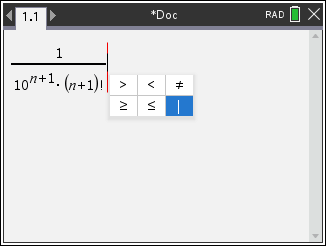 1.1 *Doc RAD
1
10^{n+1}·(n+1)!
> < ≠
≥ ≤ |